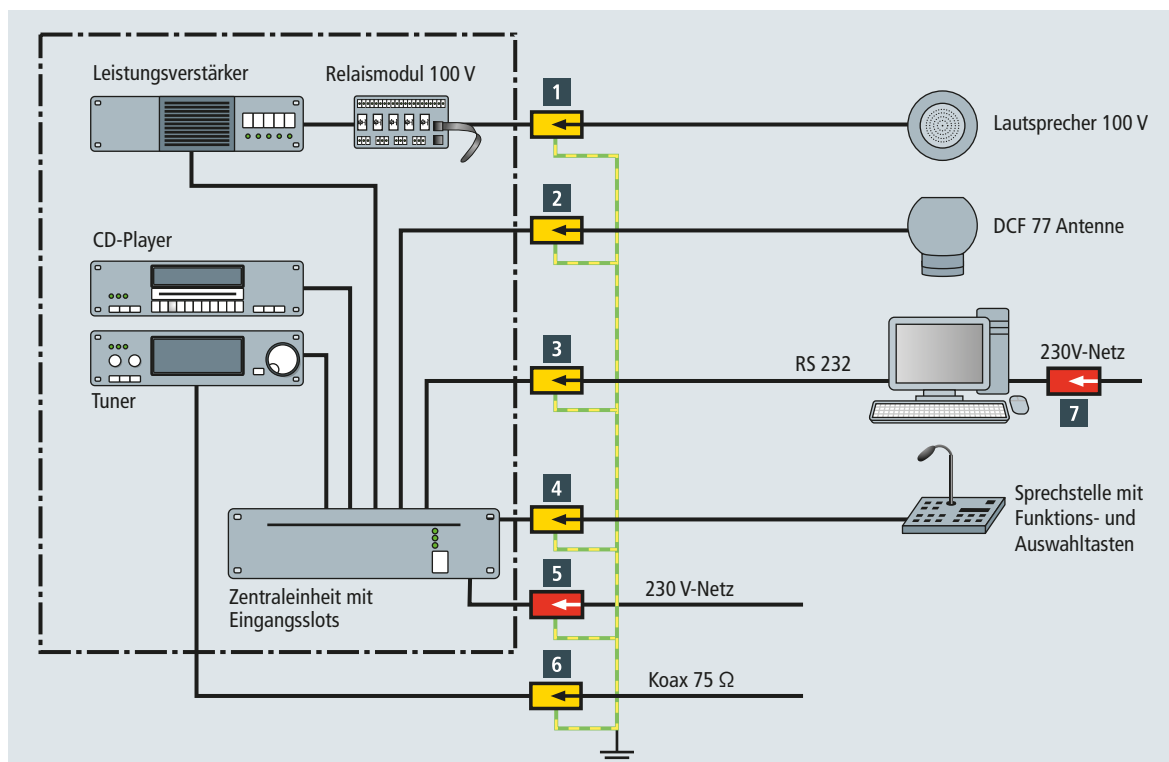 Leistungsverstärker
Relaismodul 100 V
1
Lautsprecher 100 V
2
DCF 77 Antenne
CD-Player
3
RS 232
230V-Netz
7
Tuner
4
Sprechstelle mit
Funktions- und
Auswahltasten
5
230 V-Netz
Zentraleinheit mit
Eingangsslots
6
Koax 75 Ω